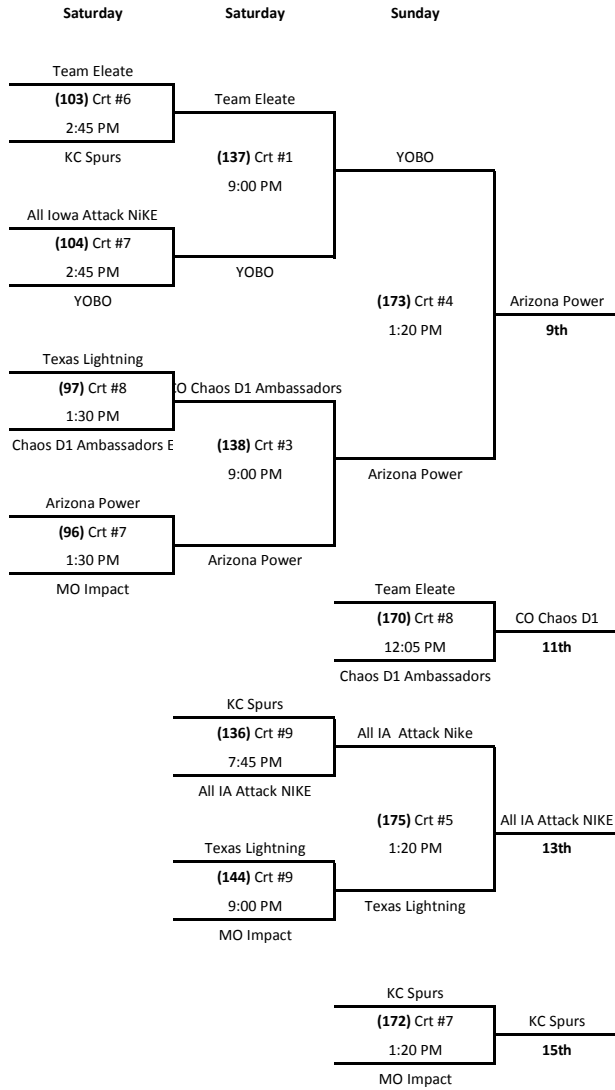 Saturday
Saturday
Sunday
Team Eleate
(103) Crt #6
2:45 PM
KC Spurs
Team Eleate
(137) Crt #1
9:00 PM
YOBO
All Iowa Attack NiKE
(104) Crt #7
2:45 PM
YOBO
YOBO
(173) Crt #4
1:20 PM
Arizona Power
9th
Texas Lightning
(97) Crt #8
1:30 PM
Chaos D1 Ambassadors E
CO Chaos D1 Ambassadors
(138) Crt #3
9:00 PM
Arizona Power
Arizona Power
(96) Crt #7
1:30 PM
MO Impact
Arizona Power
Team Eleate
(170) Crt #8
12:05 PM
Chaos D1 Ambassadors
CO Chaos D1
11th
KC Spurs
(136) Crt #9
7:45 PM
All IA Attack NIKE
All IA Attack Nike
(175) Crt #5
1:20 PM
All IA Attack NIKE
13th
Texas Lightning
(144) Crt #9
9:00 PM
MO Impact
Texas Lightning
KC Spurs
(172) Crt #7
1:20 PM
MO Impact
KC Spurs
15th